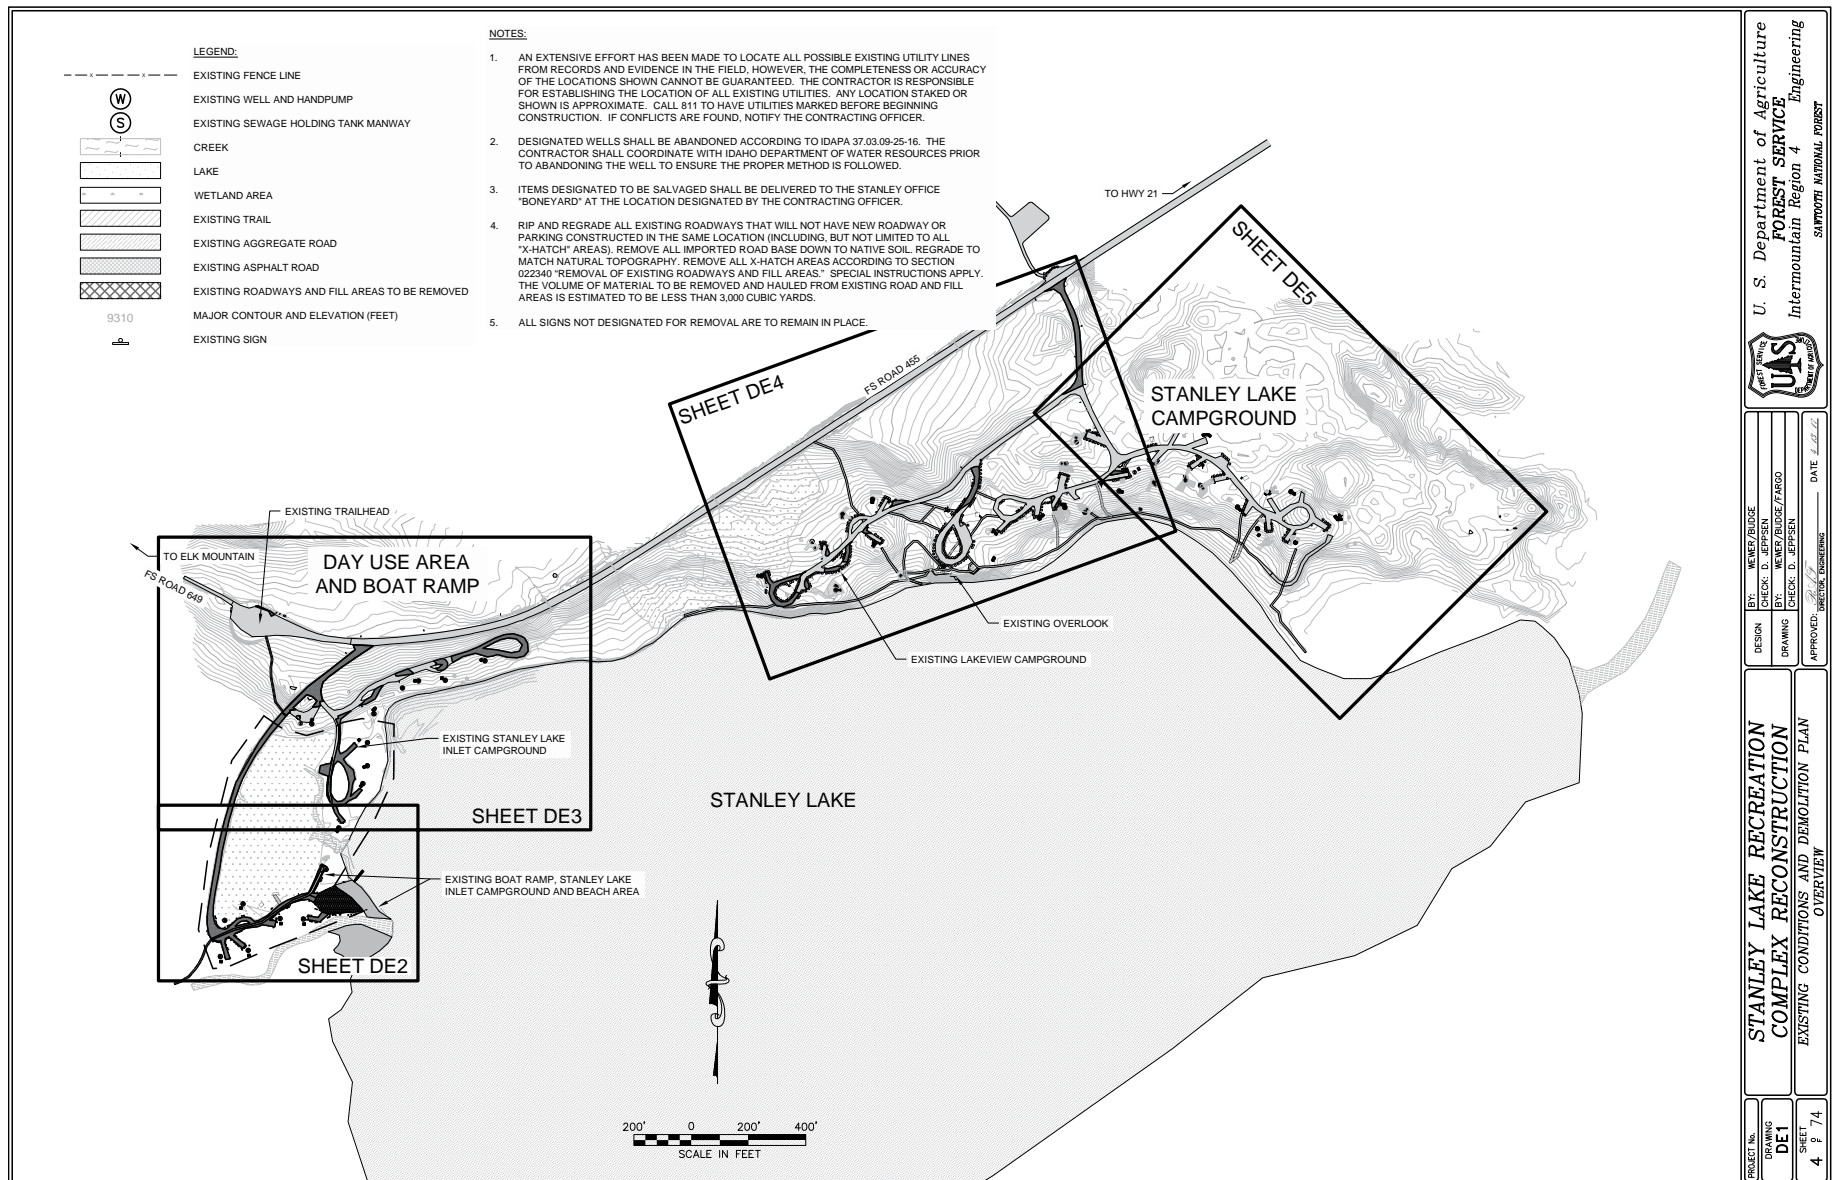 LEGEND:
EXISTING FENCE LINE
W
EXISTING WELL AND HANDPUMP
S
EXISTING SEWAGE HOLDING TANK MANWAY
CREEK
LAKE
WETLAND AREA
EXISTING TRAIL
EXISTING AGGREGATE ROAD
EXISTING ASPHALT ROAD
EXISTING ROADWAYS AND FILL AREAS TO BE REMOVED
9310
MAJOR CONTOUR AND ELEVATION (FEET)
EXISTING SIGN
NOTES:
1. AN EXTENSIVE EFFORT HAS BEEN MADE TO LOCATE ALL POSSIBLE EXISTING UTILITY LINES
FROM RECORDS AND EVIDENCE IN THE FIELD, HOWEVER, THE COMPLETENESS OR ACCURACY
OF THE LOCATIONS SHOWN CANNOT BE GUARANTEED. THE CONTRACTOR IS RESPONSIBLE
FOR ESTABLISHING THE LOCATION OF ALL EXISTING UTILITIES. ANY LOCATION STAKED OR
SHOWN IS APPROXIMATE. CALL 811 TO HAVE UTILITIES MARKED BEFORE BEGINNING
CONSTRUCTION. IF CONFLICTS ARE FOUND, NOTIFY THE CONTRACTING OFFICER.
2. DESIGNATED WELLS SHALL BE ABANDONED ACCORDING TO IDAPA 37.03.09-25-16. THE
CONTRACTOR SHALL COORDINATE WITH IDAHO DEPARTMENT OF WATER RESOURCES PRIOR
TO ABANDONING THE WELL TO ENSURE THE PROPER METHOD IS FOLLOWED.
3. ITEMS DESIGNATED TO BE SALVAGED SHALL BE DELIVERED TO THE STANLEY OFFICE
"BONEYARD" AT THE LOCATION DESIGNATED BY THE CONTRACTING OFFICER.
4. RIP AND REGRADE ALL EXISTING ROADWAYS THAT WILL NOT HAVE NEW ROADWAY OR
PARKING CONSTRUCTED IN THE SAME LOCATION (INCLUDING, BUT NOT LIMITED TO ALL
"X-HATCH" AREAS). REMOVE ALL IMPORTED ROAD BASE DOWN TO NATIVE SOIL. REGRADE TO
MATCH NATURAL TOPOGRAPHY. REMOVE ALL X-HATCH AREAS ACCORDING TO SECTION
022340 "REMOVAL OF EXISTING ROADWAYS AND FILL AREAS." SPECIAL INSTRUCTIONS APPLY.
THE VOLUME OF MATERIAL TO BE REMOVED AND HAULED FROM EXISTING ROAD AND FILL
AREAS IS ESTIMATED TO BE LESS THAN 3,000 CUBIC YARDS.
5. ALL SIGNS NOT DESIGNATED FOR REMOVAL ARE TO REMAIN IN PLACE.
TO HWY 21
SHEET DE5
SHEET DE4
FS ROAD 455
STANLEY LAKE
CAMPGROUND
EXISTING TRAILHEAD
TO ELK MOUNTAIN
FS ROAD 649
DAY USE AREA
AND BOAT RAMP
EXISTING OVERLOOK
EXISTING LAKEVIEW CAMPGROUND
EXISTING STANLEY LAKE
INLET CAMPGROUND
STANLEY LAKE
SHEET DE3
EXISTING BOAT RAMP, STANLEY LAKE
INLET CAMPGROUND AND BEACH AREA
SHEET DE2
200' 0 200' 400'
SCALE IN FEET
U. S. Department of Agriculture
FOREST SERVICE
Intermountain Region 4 Engineering
SAWTOOTH NATIONAL FOREST
FOREST SERVICE
UAS
DEPARTMENT OF AGRICULTURE
DESIGN
BY: WEWER/BUDGE
CHECK: D. JEPPSEN
DRAWING
BY: WEWER/BUDGE/FARGO
CHECK: D. JEPPSEN
APPROVED:
DIRECTOR, ENGINEERING
DATE
STANLEY LAKE RECREATION
COMPLEX RECONSTRUCTION
EXISTING CONDITIONS AND DEMOLITION PLAN
OVERVIEW
PROJECT No.
DRAWING
DE1
SHEET
4 OF 74